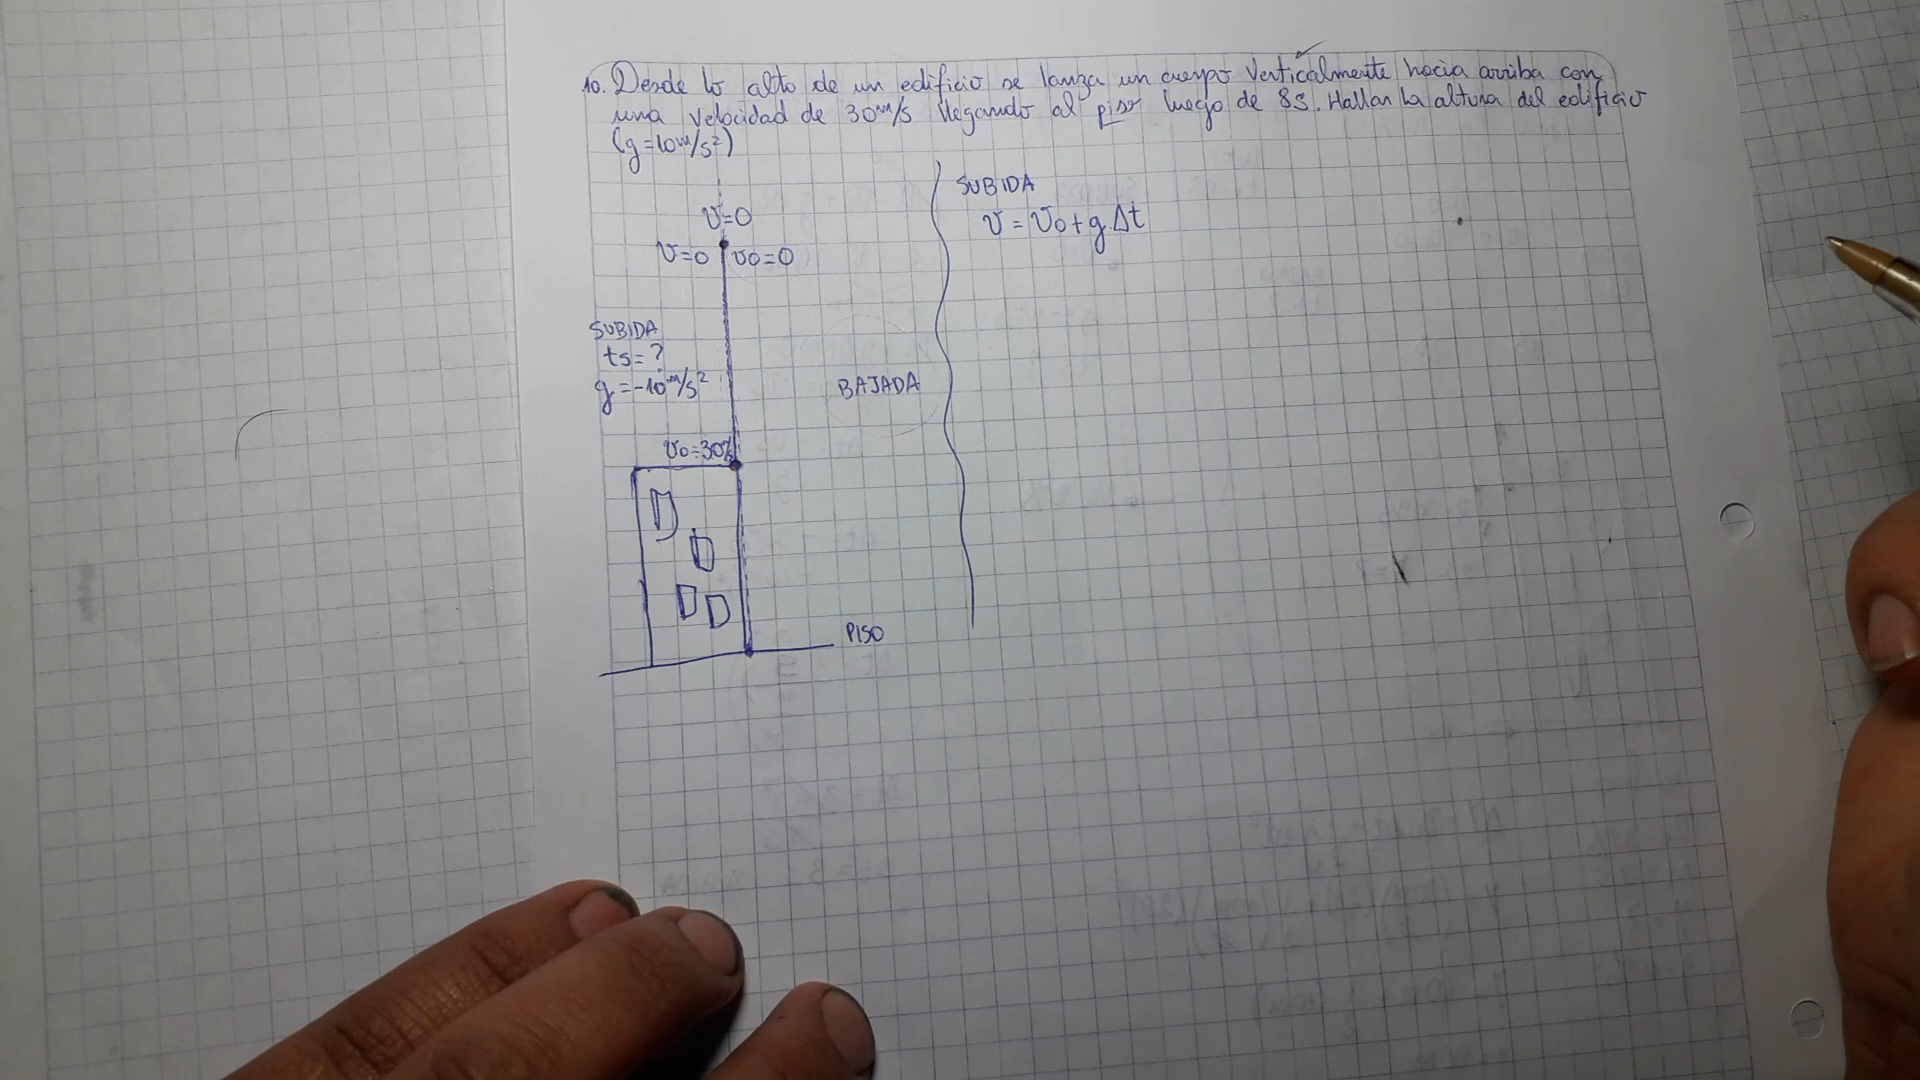 10. Desde lo alto de un edificio se lanza un cuerpo verticalmente hacia arriba con
una velocidad de 30m/s llegando al piso luego de 8s. Hallar la altura del edificio
(g=10m/s²)
SUBIDA
v=v0+g.Δt
v=0
v=0 v0=0
SUBIDA
ts=?
g=-10m/s²
BAJADA
v0=30m/s
PISO